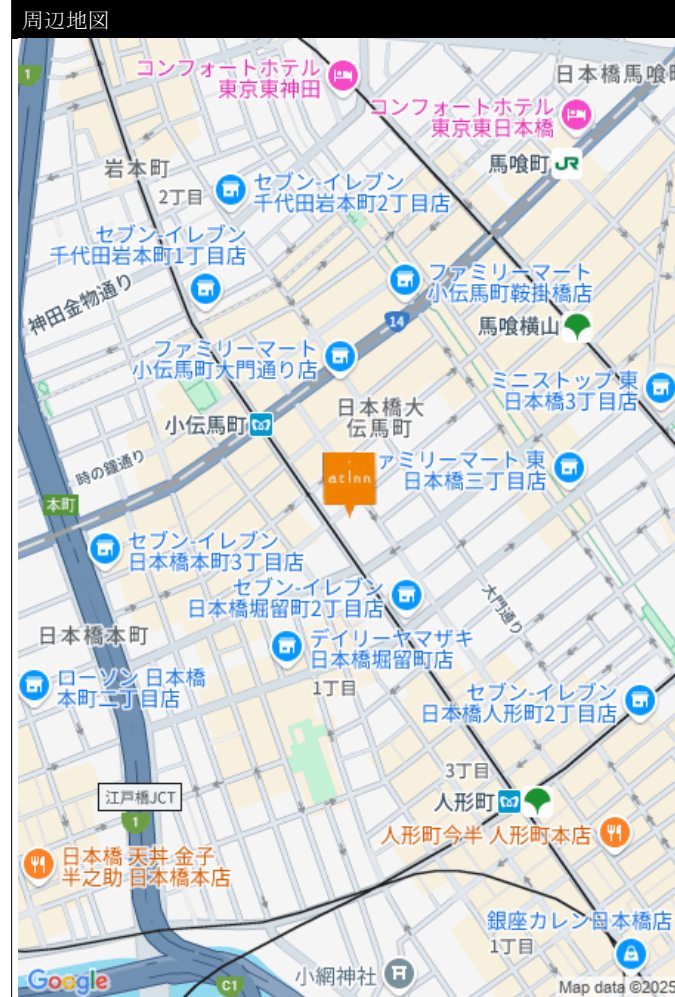 周辺地図
1
コンフォートホテル
東京東神田
日本橋馬喰町
コンフォートホテル
東京東日本橋
馬喰町
JR
岩本町
2丁目
セブン-イレブン
千代田岩本町2丁目店
セブン-イレブン
千代田岩本町1丁目店
神田金物通り
ファミリーマート
小伝馬町鞍掛橋店
14
馬喰横山
ファミリーマート
小伝馬町大門通り店
ミニストップ 東
日本橋3丁目店
日本橋大
伝馬町
小伝馬町
時の鐘通り
atinn
ァミリーマート 東
日本橋三丁目店
本町
セブン-イレブン
日本橋本町3丁目店
セブン-イレブン
日本橋堀留町2丁目店
大門通り
日本橋本町
デイリーヤマザキ
日本橋堀留町店
ローソン 日本橋
本町二丁目店
1丁目
セブン-イレブン
日本橋人形町2丁目店
3丁目
江戸橋JCT
人形町
1
人形町今半 人形町本店
日本橋 天丼 金子
半之助 日本橋本店
銀座カレン日本橋店
1丁目
小網神社
Google
C1
Map data ©2025